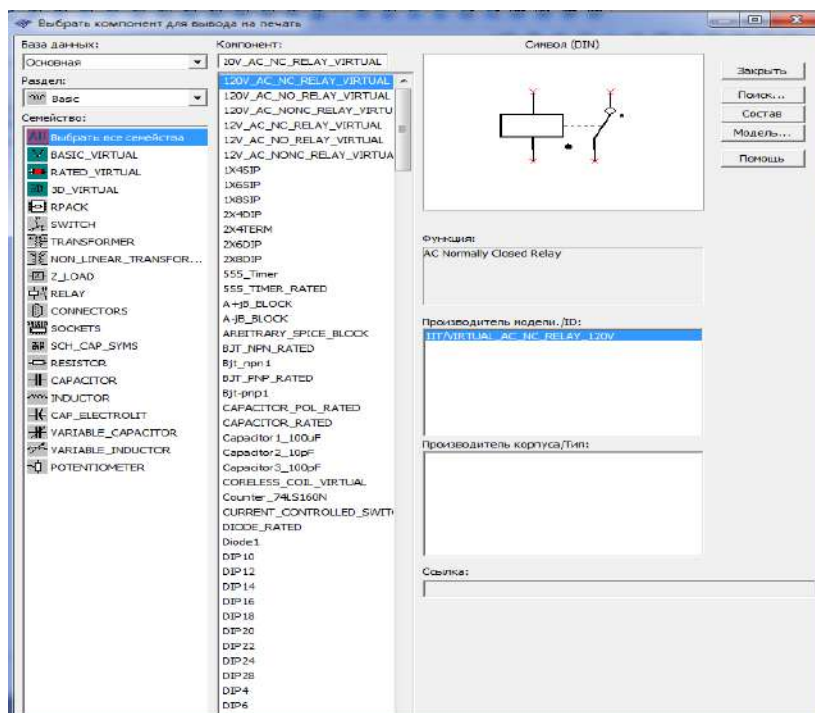 Выбрать компонент для вывода на печать
База данных:
Основная
Раздел:
Basic
Семейство:
All Выбрать все семейства
BASIC_VIRTUAL
RATED_VIRTUAL
3D_VIRTUAL
RPACK
SWITCH
TRANSFORMER
NON_LINEAR_TRANSFOR...
Z_LOAD
RELAY
CONNECTORS
SOCKETS
SCH_CAP_SYMS
RESISTOR
CAPACITOR
INDUCTOR
CAP_ELECTROLIT
VARIABLE_CAPACITOR
VARIABLE_INDUCTOR
POTENTIOMETER
Компонент:
20V_AC_NC_RELAY_VIRTUAL
120V_AC_NC_RELAY_VIRTUAL
120V_AC_NO_RELAY_VIRTUAL
120V_AC_NONC_RELAY_VIRTU
12V_AC_NC_RELAY_VIRTUAL
12V_AC_NO_RELAY_VIRTUAL
12V_AC_NONC_RELAY_VIRTUA
1X4SIP
1X6SIP
1X8SIP
2X4DIP
2X4TERM
2X6DIP
2X8DIP
555_Timer
555_TIMER_RATED
A+jB_BLOCK
A-jB_BLOCK
ARBITRARY_SPICE_BLOCK
BJT_NPN_RATED
Bjt_npn1
BJT_PNP_RATED
Bjt-pnp1
CAPACITOR_POL_RATED
CAPACITOR_RATED
Capacitor1_100uF
Capacitor2_10pF
Capacitor3_100pF
CORELESS_COIL_VIRTUAL
Counter_74LS160N
CURRENT_CONTROLLED_SWIT
DIODE_RATED
Diode1
DIP10
DIP12
DIP14
DIP16
DIP18
DIP20
DIP22
DIP24
DIP28
DIP4
DIP6
Символ (DIN)
Функция:
AC Normally Closed Relay
Производитель модели./ID:
IIT/VIRTUAL_AC_NC_RELAY_120V
Производитель корпуса/Тип:
Ссылка:
Закрыть
Поиск...
Состав
Модель...
Помощь